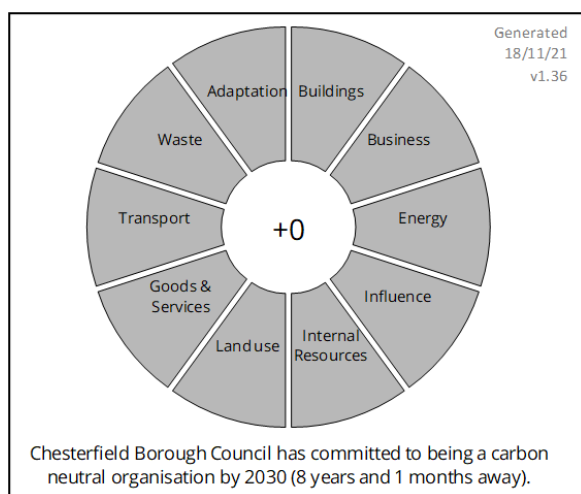 Generated
18/11/21
v1.36
Adaptation
Buildings
Waste
Business
Transport
+0
Energy
Goods &
Services
Influence
Land use
Internal
Resources
Chesterfield Borough Council has committed to being a carbon
neutral organisation by 2030 (8 years and 1 months away).